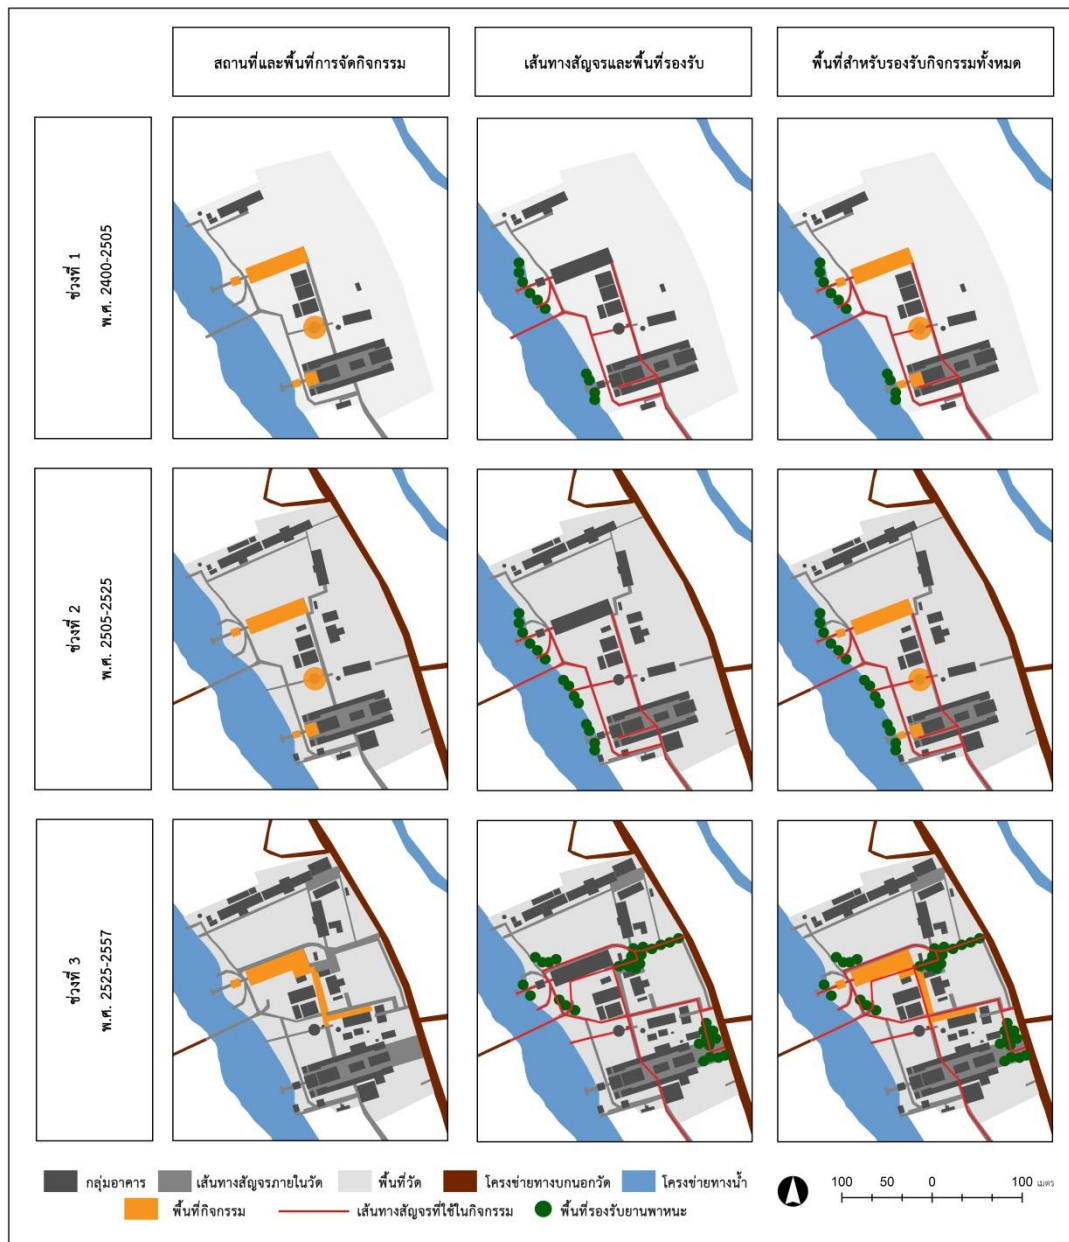 สถานที่และพื้นที่การจัดกิจกรรม
เส้นทางสัญจรและพื้นที่รองรับ
พื้นที่สำหรับรองรับกิจกรรมทั้งหมด
ช่วงที่ 1
พ.ศ. 2400-2505
ช่วงที่ 2
พ.ศ. 2505-2525
ช่วงที่ 3
พ.ศ. 2525-2557
กลุ่มอาคาร
เส้นทางสัญจรภายในวัด
พื้นที่วัด
โครงข่ายทางบกนอกวัด
โครงข่ายทางน้ำ
พื้นที่กิจกรรม
เส้นทางสัญจรที่ใช้ในกิจกรรม
พื้นที่รองรับยานพาหนะ
100 50 0 100 เมตร